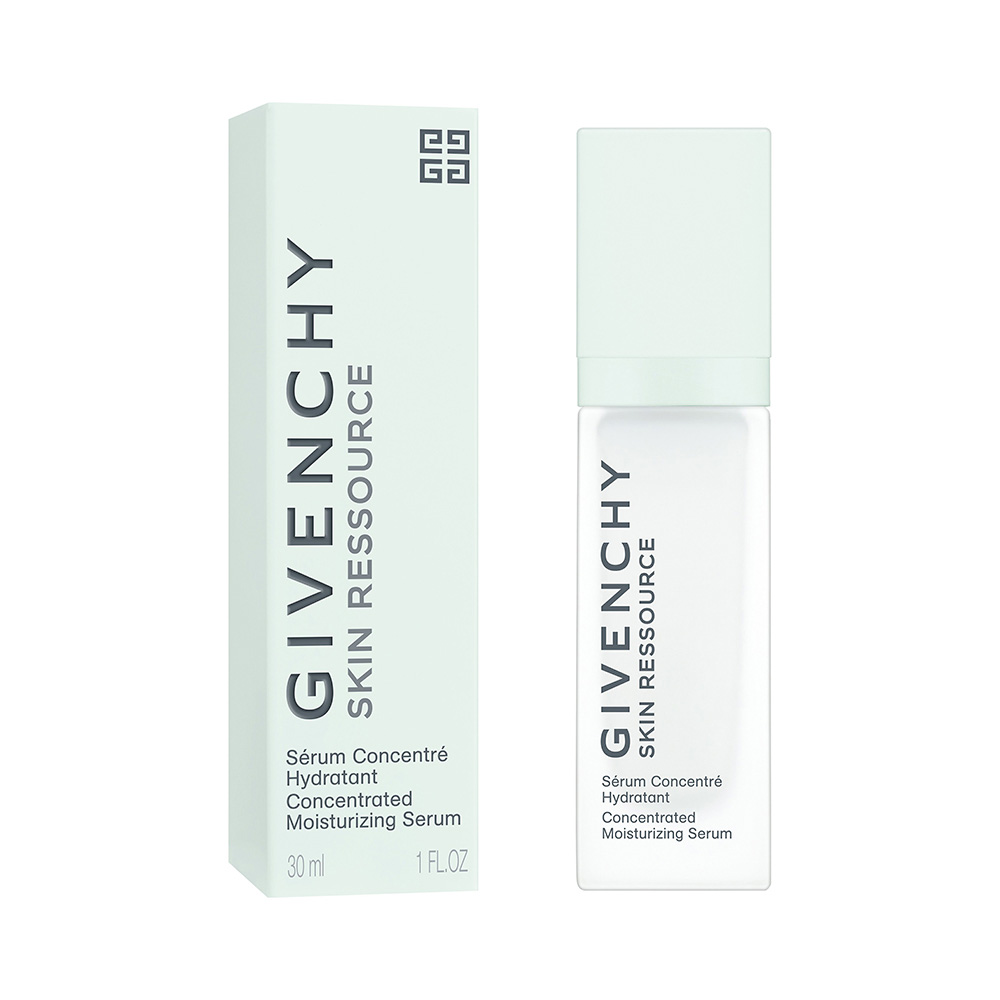 GIVENCHY
SKIN RESSOURCE
Sérum Concentré
Hydratant
Concentrated
Moisturizing Serum
30 ml 1 FL.OZ
GIVENCHY
SKIN RESSOURCE
Sérum Concentré
Hydratant
Concentrated
Moisturizing Serum